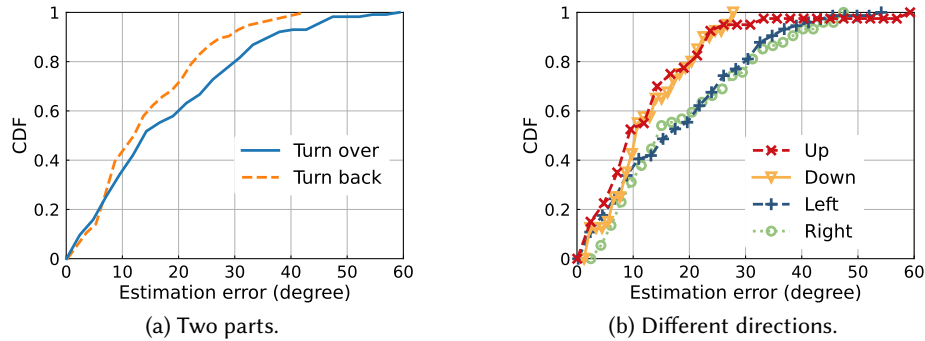 1
0.8
0.6
0.4
0.2
0
CDF
0 10 20 30 40 50 60
Estimation error (degree)
Turn over
Turn back
(a) Two parts.
1
0.8
0.6
0.4
0.2
0
CDF
0 10 20 30 40 50 60
Estimation error (degree)
Up
Down
Left
Right
(b) Different directions.